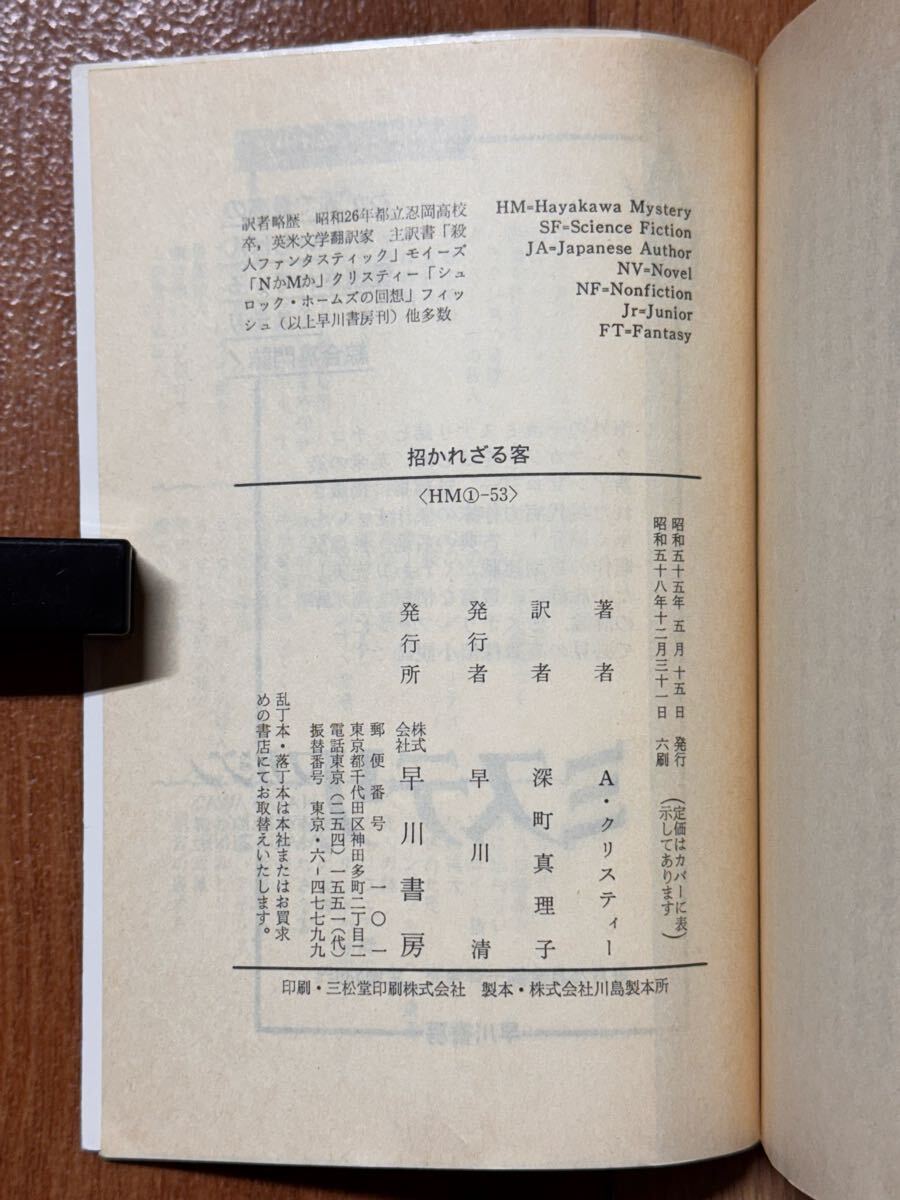 訳者略歴 昭和26年都立忍岡高校
卒，英米文学翻訳家 主訳書「殺
人ファンタスティック」モイーズ
「NかMか」クリスティー「シュ
ロック・ホームズの回想」フィッ
シュ（以上早川書房刊）他多数
HM=Hayakawa Mystery
SF=Science Fiction
JA=Japanese Author
NV=Novel
NF=Nonfiction
Jr=Junior
FT=Fantasy
招かれざる客
〈HM①-53〉
昭和五十五年五月十五日 発行
昭和五十八年十二月三十一日 六刷
（定価はカバーに表
示してあります）
著者 A・クリスティー
訳者 深町真理子
発行者 早川清
発行所 株式会社 早川書房
郵便番号 一〇一
東京都千代田区神田多町二丁目二
電話東京（二五四）一五五一（代）
振替番号 東京・六－四七七九九
乱丁本・落丁本は本社またはお買求
めの書店にてお取替えいたします。
印刷・三松堂印刷株式会社 製本・株式会社川島製本所